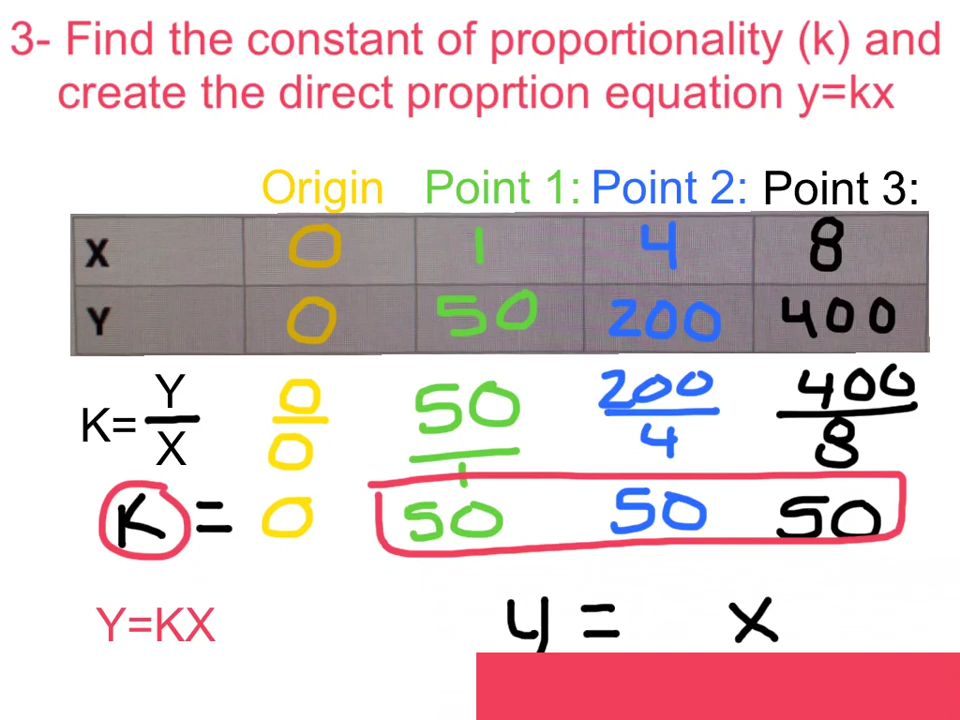 3- Find the constant of proportionality (k) and
create the direct proprtion equation y=kx
Origin Point 1: Point 2: Point 3:
X 0 1 4 8
Y 0 50 200 400
K= Y/X 0/0 50/1 200/4 400/8
K = 0 50 50 50
Y=KX y = x